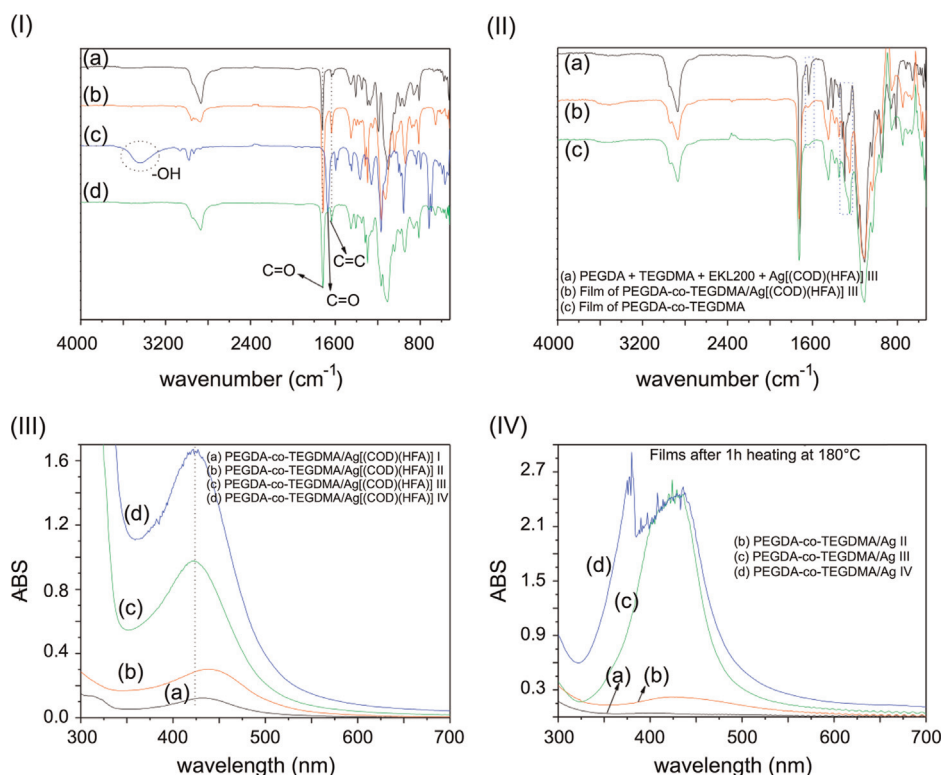 (I)
(a)
(b)
(c)
-OH
(d)
C=C
C=O
C=O
4000 3200 2400 1600 800
wavenumber (cm-1)
(II)
(a)
(b)
(c)
(a) PEGDA + TEGDMA + EKL200 + Ag[(COD)(HFA)] III
(b) Film of PEGDA-co-TEGDMA/Ag[(COD)(HFA)] III
(c) Film of PEGDA-co-TEGDMA
4000 3200 2400 1600 800
wavenumber (cm-1)
(III)
ABS
1.6
1.2
0.8
0.4
0.0
(a) PEGDA-co-TEGDMA/Ag[(COD)(HFA)] I
(b) PEGDA-co-TEGDMA/Ag[(COD)(HFA)] II
(c) PEGDA-co-TEGDMA/Ag[(COD)(HFA)] III
(d) PEGDA-co-TEGDMA/Ag[(COD)(HFA)] IV
(d)
(c)
(b)
(a)
300 400 500 600 700
wavelength (nm)
(IV)
ABS
2.7
2.1
1.5
0.9
0.3
Films after 1h heating at 180°C
(b) PEGDA-co-TEGDMA/Ag II
(c) PEGDA-co-TEGDMA/Ag III
(d) PEGDA-co-TEGDMA/Ag IV
(d)
(c)
(a)
(b)
300 400 500 600 700
wavelength (nm)